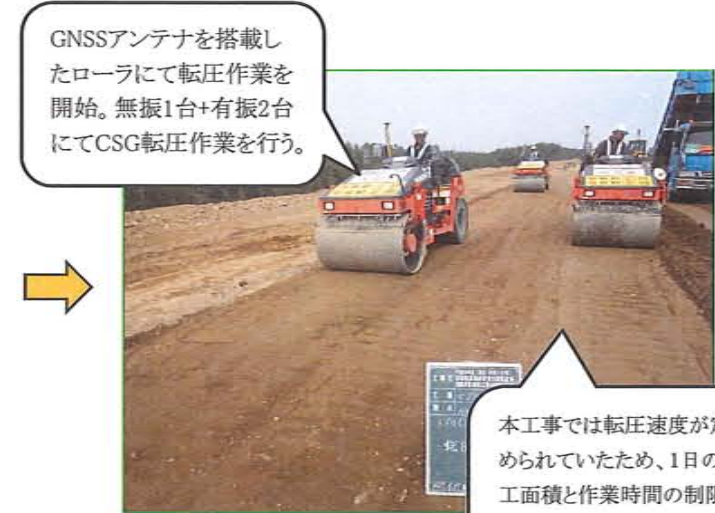 GNSSアンテナを搭載し
たローラにて転圧作業を
開始。無振1台+有振2台
にてCSG転圧作業を行う。
本工事では転圧速度が
められていたため、1日の
工面積と作業時間の制限